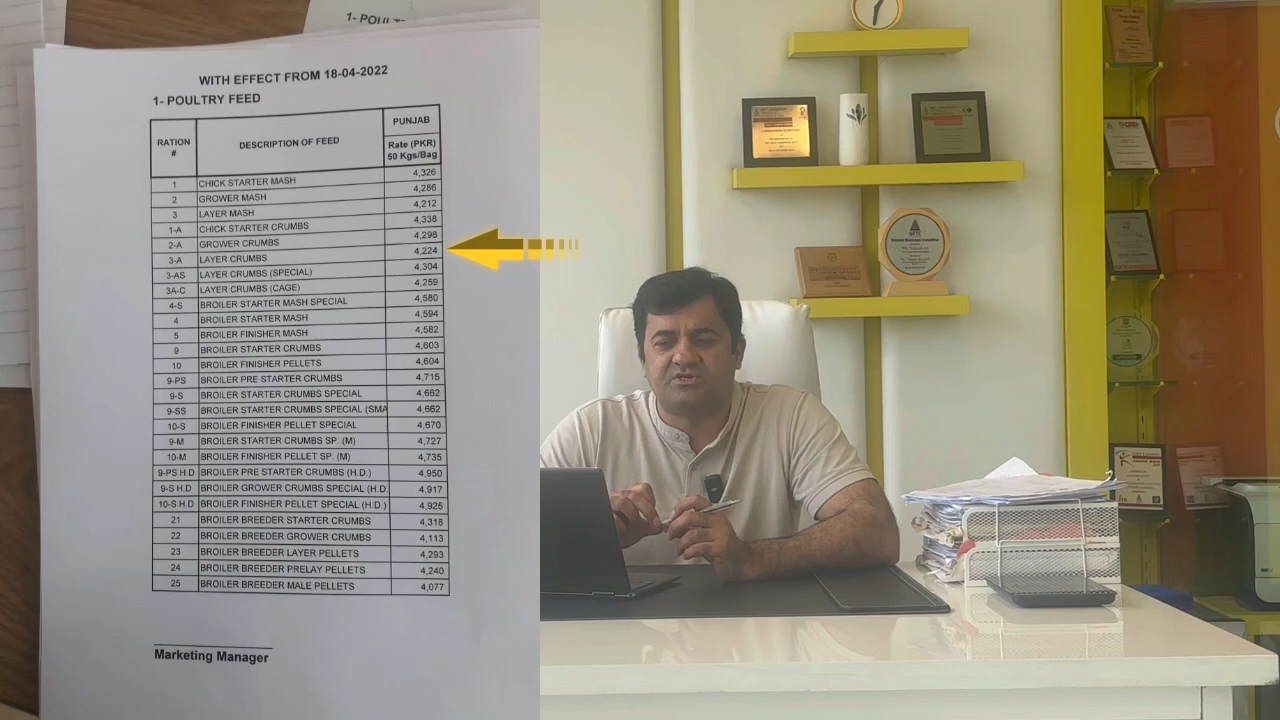 1- POULT
WITH EFFECT FROM 18-04-2022
1- POULTRY FEED
RATION # DESCRIPTION OF FEED PUNJAB Rate (PKR) 50 Kgs/Bag
1 CHICK STARTER MASH 4,326
2 GROWER MASH 4,286
3 LAYER MASH 4,212
1-A CHICK STARTER CRUMBS 4,338
2-A GROWER CRUMBS 4,298
3-A LAYER CRUMBS 4,224
3-AS LAYER CRUMBS (SPECIAL) 4,304
3A-C LAYER CRUMBS (CAGE) 4,259
4-S BROILER STARTER MASH SPECIAL 4,580
4 BROILER STARTER MASH 4,594
5 BROILER FINISHER MASH 4,582
9 BROILER STARTER CRUMBS 4,603
10 BROILER FINISHER PELLETS 4,604
9-PS BROILER PRE STARTER CRUMBS 4,715
9-S BROILER STARTER CRUMBS SPECIAL 4,662
9-SS BROILER STARTER CRUMBS SPECIAL (SMA 4,662
10-S BROILER FINISHER PELLET SPECIAL 4,670
9-M BROILER STARTER CRUMBS SP. (M) 4,727
10-M BROILER FINISHER PELLET SP. (M) 4,735
9-PS H.D BROILER PRE STARTER CRUMBS (H.D.) 4,950
9-S H.D BROILER GROWER CRUMBS SPECIAL (H.D. 4,917
10-S H.D BROILER FINISHER PELLET SPECIAL (H.D.) 4,925
21 BROILER BREEDER STARTER CRUMBS 4,318
22 BROILER BREEDER GROWER CRUMBS 4,113
23 BROILER BREEDER LAYER PELLETS 4,293
24 BROILER BREEDER PRELAY PELLETS 4,240
25 BROILER BREEDER MALE PELLETS 4,077
Marketing Manager